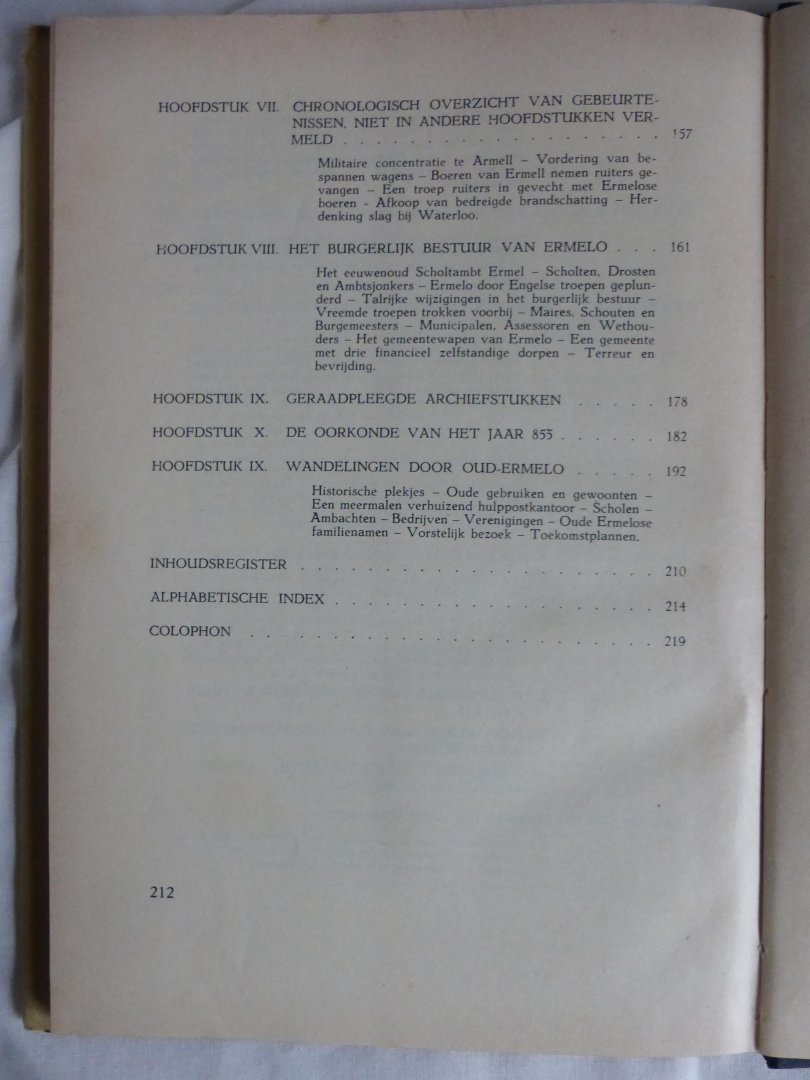 HOOFDSTUK VII. CHRONOLOGISCH OVERZICHT VAN GEBEURTE-
NISSEN, NIET IN ANDERE HOOFDSTUKKEN VER-
MELD . . . . . . . . . . . . . . . . . . . 157
Militaire concentratie te Armell – Vordering van be-
spannen wagens – Boeren van Ermell nemen ruiters ge-
vangen – Een troep ruiters in gevecht met Ermelose
boeren - Afkoop van bedreigde brandschatting – Her-
denking slag bij Waterloo.
HOOFDSTUK VIII. HET BURGERLIJK BESTUUR VAN ERMELO . . . 161
Het eeuwenoud Scholtambt Ermel – Scholten, Drosten
en Ambtsjonkers – Ermelo door Engelse troepen geplun-
derd – Talrijke wijzigingen in het burgerlijk bestuur –
Vreemde troepen trokken voorbij – Maires, Schouten en
Burgemeesters – Municipalen, Assessoren en Wethou-
ders – Het gemeentewapen van Ermelo – Een gemeente
met drie financieel zelfstandige dorpen – Terreur en
bevrijding.
HOOFDSTUK IX. GERAADPLEEGDE ARCHIEFSTUKKEN . . . . . 178
HOOFDSTUK X. DE OORKONDE VAN HET JAAR 855 . . . . . . 182
HOOFDSTUK IX. WANDELINGEN DOOR OUD-ERMELO . . . . . 192
Historische plekjes – Oude gebruiken en gewoonten –
Een meermalen verhuizend hulppostkantoor – Scholen –
Ambachten – Bedrijven – Verenigingen – Oude Ermelose
familienamen – Vorstelijk bezoek – Toekomstplannen.
INHOUDSREGISTER . . . . . . . . . . . . . . . . . . . . . 210
ALPHABETISCHE INDEX . . . . . . . . . . . . . . . . . . . 214
COLOPHON . . . . . . . . . . . . . . . . . . . . . . . . 219
212